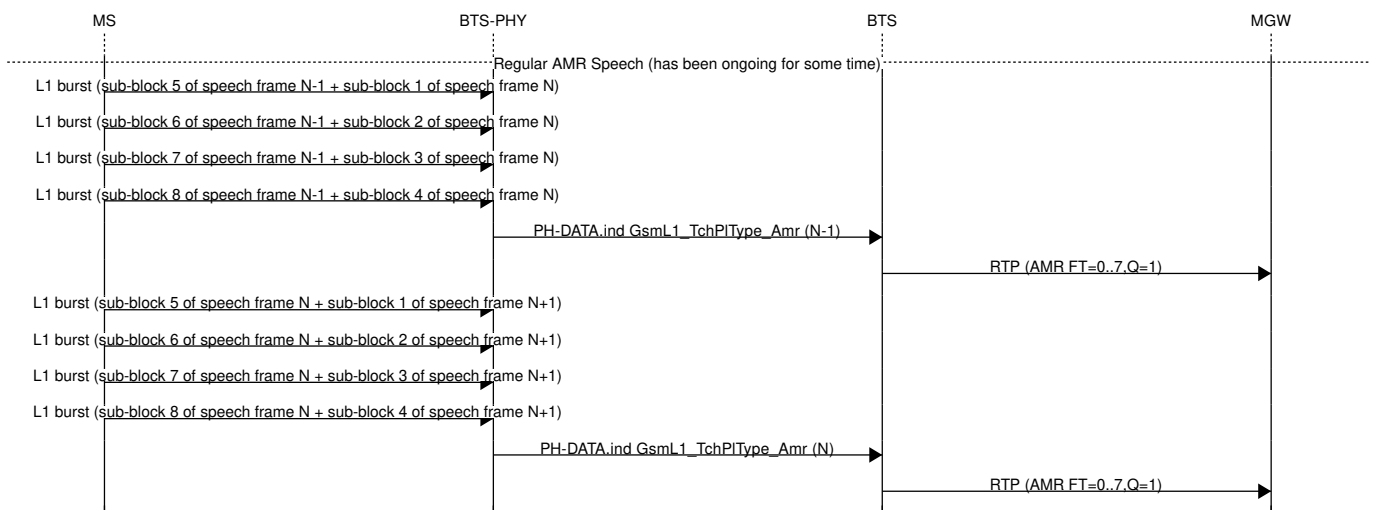 MS BTS-PHY BTS MGW
Regular AMR Speech (has been ongoing for some time)
L1 burst (sub-block 5 of speech frame N-1 + sub-block 1 of speech frame N)
L1 burst (sub-block 6 of speech frame N-1 + sub-block 2 of speech frame N)
L1 burst (sub-block 7 of speech frame N-1 + sub-block 3 of speech frame N)
L1 burst (sub-block 8 of speech frame N-1 + sub-block 4 of speech frame N)
PH-DATA.ind GsmL1_TchPlType_Amr (N-1)
RTP (AMR FT=0..7,Q=1)
L1 burst (sub-block 5 of speech frame N + sub-block 1 of speech frame N+1)
L1 burst (sub-block 6 of speech frame N + sub-block 2 of speech frame N+1)
L1 burst (sub-block 7 of speech frame N + sub-block 3 of speech frame N+1)
L1 burst (sub-block 8 of speech frame N + sub-block 4 of speech frame N+1)
PH-DATA.ind GsmL1_TchPlType_Amr (N)
RTP (AMR FT=0..7,Q=1)